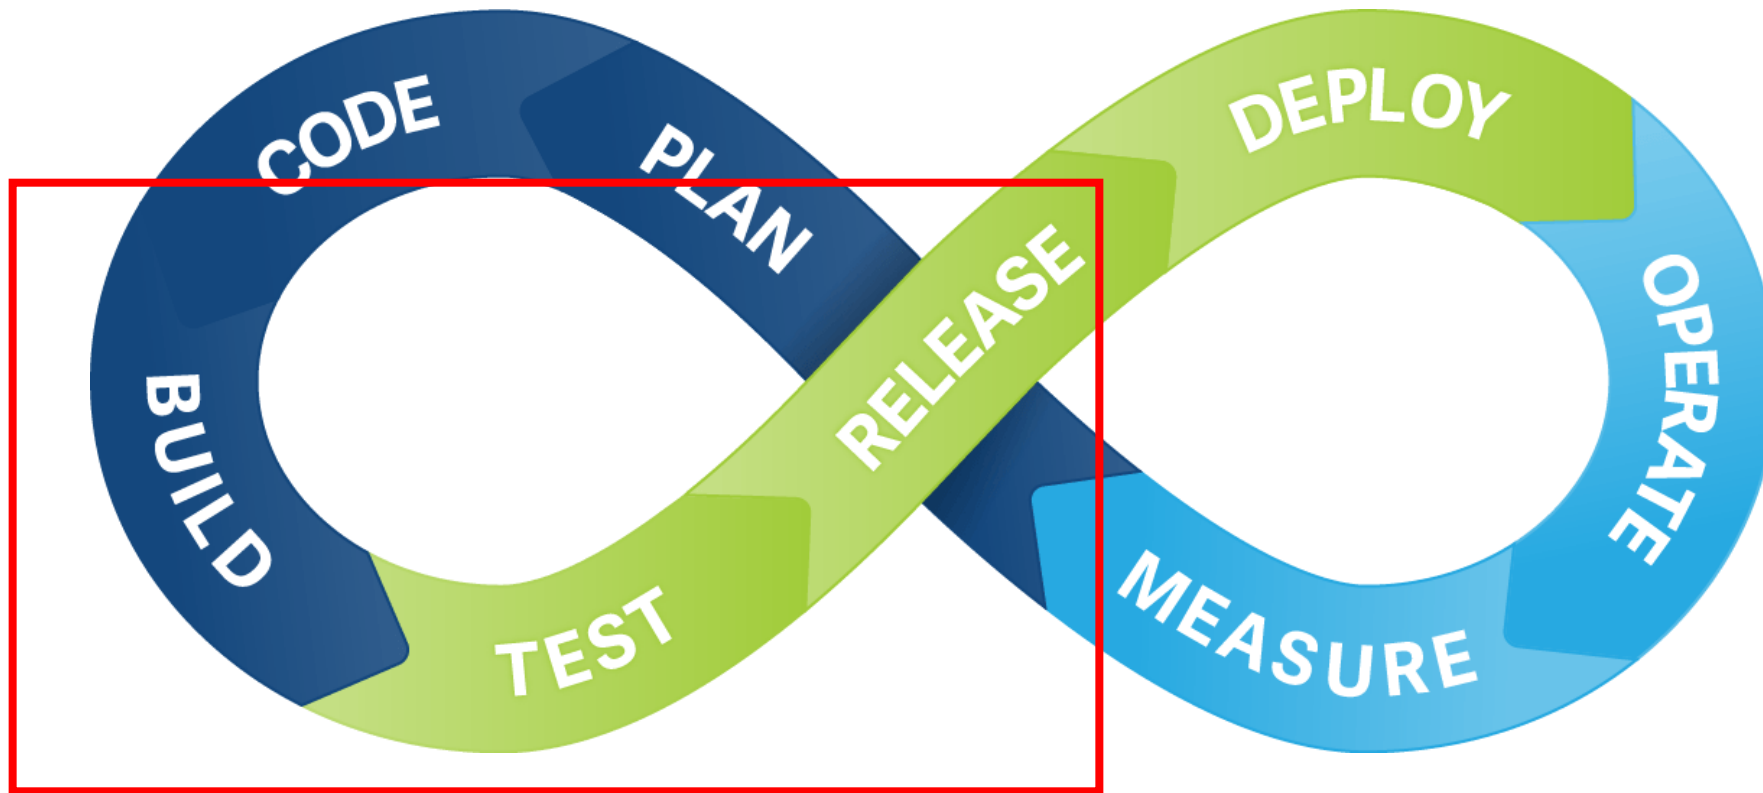 PLAN
CODE
BUILD
TEST
RELEASE
DEPLOY
OPERATE
MEASURE